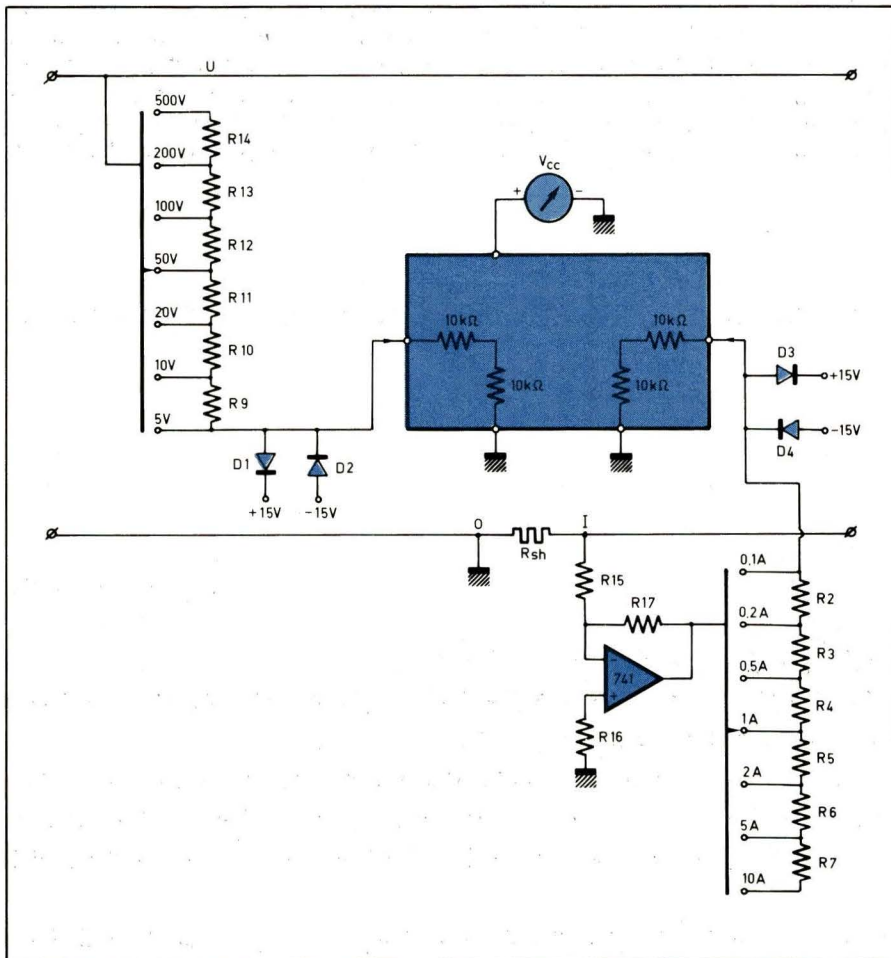 U
500V
R14
200V
R13
100V
R12
50V
R11
20V
R10
10V
R9
5V
D1
D2
+15V
-15V
Vcc
+
-
10kΩ
10kΩ
10kΩ
10kΩ
D3
+15V
-15V
D4
O
Rsh
I
R15
R17
-
741
+
R16
0,1A
R2
0,2A
R3
0,5A
R4
1A
R5
2A
R6
5A
R7
10A